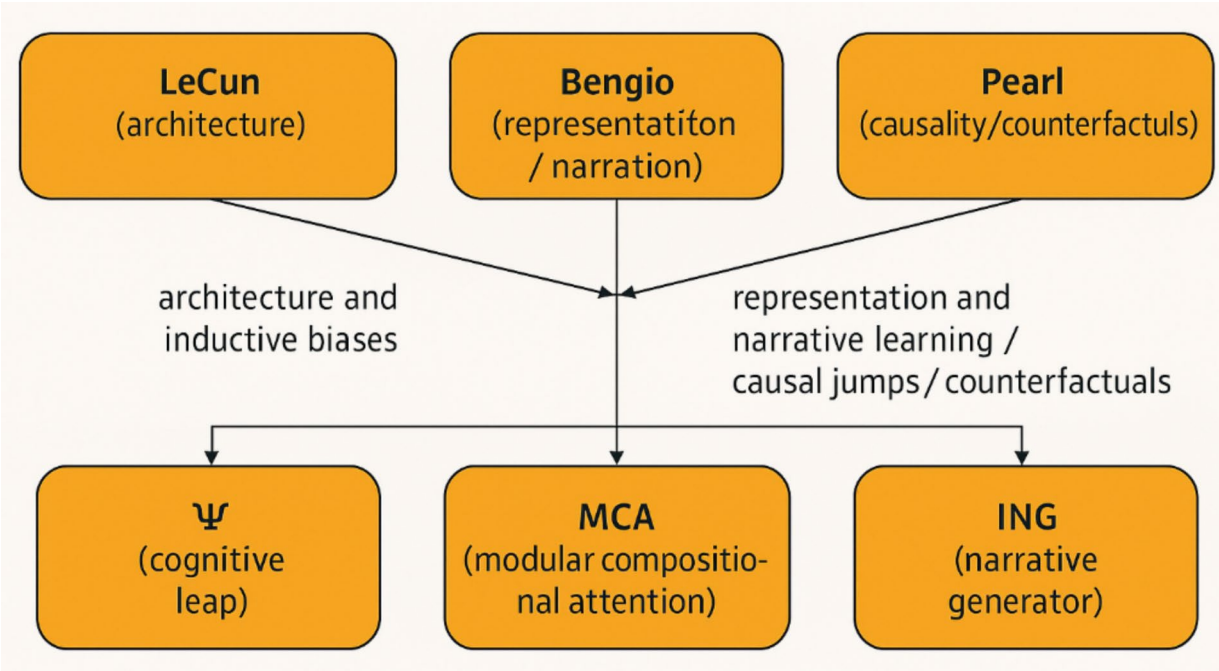 LeCun
(architecture)
Bengio
(representatífon
/ narration)
Pearl
(causality/counterfactuls)
architecture and
inductive biases
representation and
narrative learning /
causal jumps / counterfactuals
Ψ
(cognitive
leap)
MCA
(modular compositio-
nal attention)
ING
(narrative
generator)